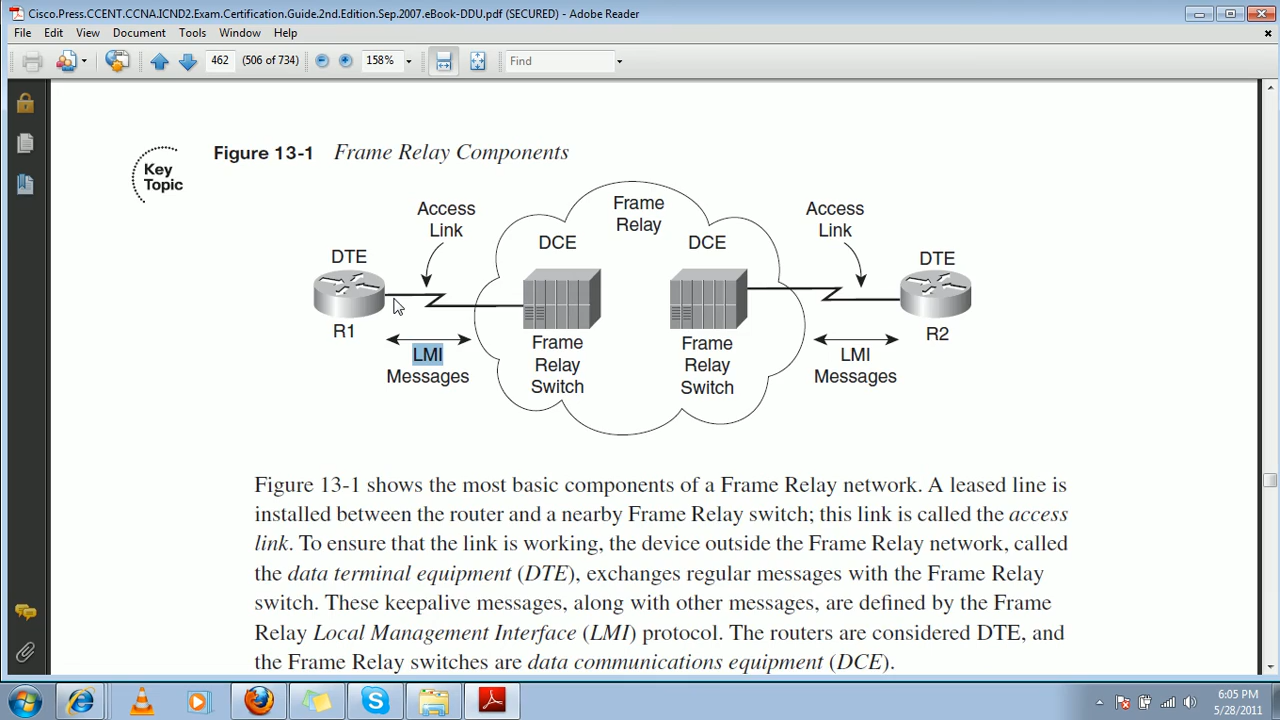 Cisco.Press.CCENT.CCNA.ICND2.Exam.Certification.Guide.2nd.Edition.Sep.2007.eBook-DDU.pdf (SECURED) - Adobe Reader
File Edit View Document Tools Window Help
462 (506 of 734) 158% Find
Key
Topic
Figure 13-1 Frame Relay Components
Access
Link
Frame
Relay
Access
Link
DCE
DCE
DTE
DTE
R1
R2
LMI
Messages
Frame
Relay
Switch
Frame
Relay
Switch
LMI
Messages
Figure 13-1 shows the most basic components of a Frame Relay network. A leased line is
installed between the router and a nearby Frame Relay switch; this link is called the access
link. To ensure that the link is working, the device outside the Frame Relay network, called
the data terminal equipment (DTE), exchanges regular messages with the Frame Relay
switch. These keepalive messages, along with other messages, are defined by the Frame
Relay Local Management Interface (LMI) protocol. The routers are considered DTE, and
the Frame Relay switches are data communications equipment (DCE).
6:05 PM
5/28/2011